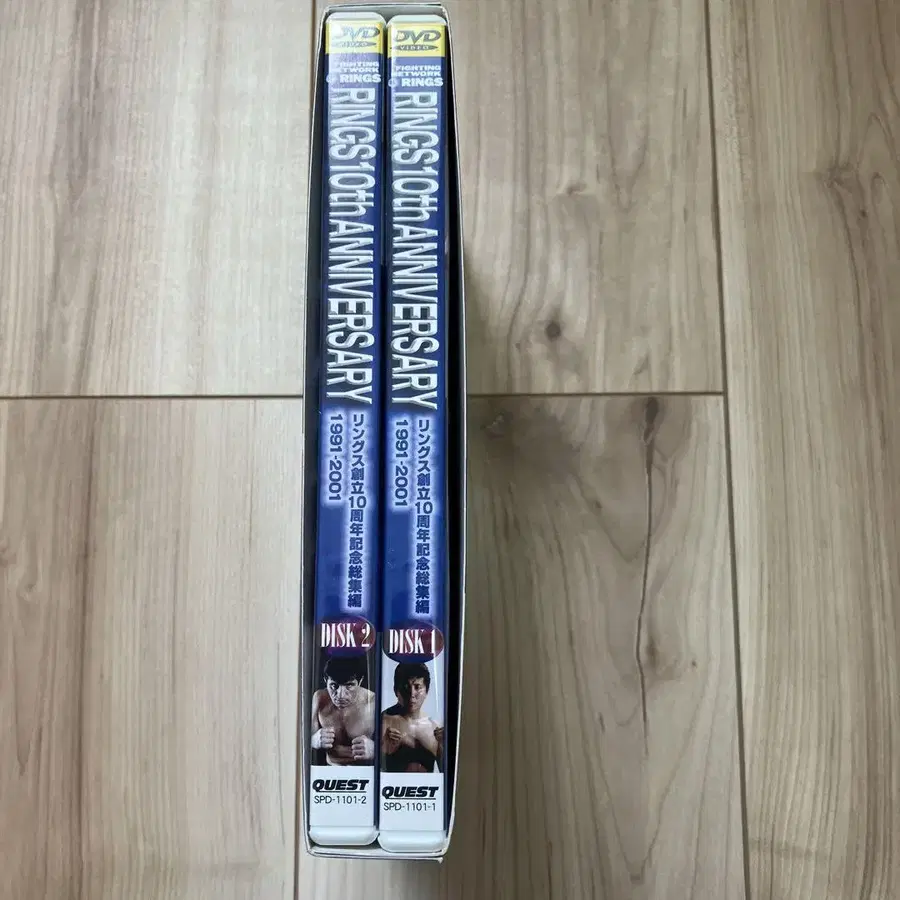 DVD
VIDEO
FIGHTING
NETWORK
RINGS
RINGS 10th ANNIVERSARY
リングス創立10周年記念総集編
1991-2001
DISK 2
QUEST
SPD-1101-2
DVD
VIDEO
FIGHTING
NETWORK
RINGS
RINGS 10th ANNIVERSARY
リングス創立10周年記念総集編
1991-2001
DISK 1
QUEST
SPD-1101-1